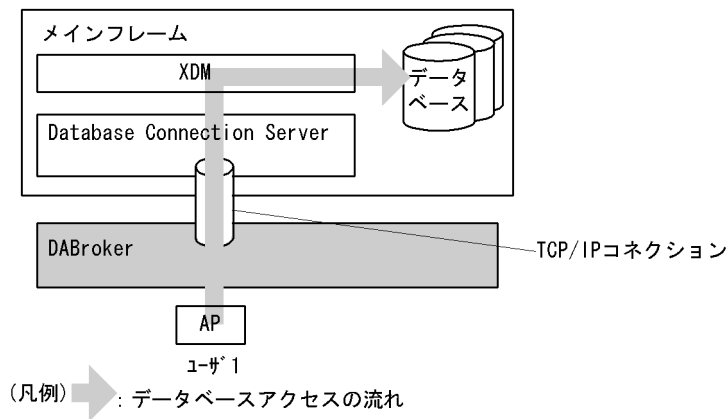 メインフレーム
XDM
データ
ベース
Database Connection Server
DABroker
TCP/IPコネクション
AP
ﾕｰｻﾞ1
(凡例)
: データベースアクセスの流れ